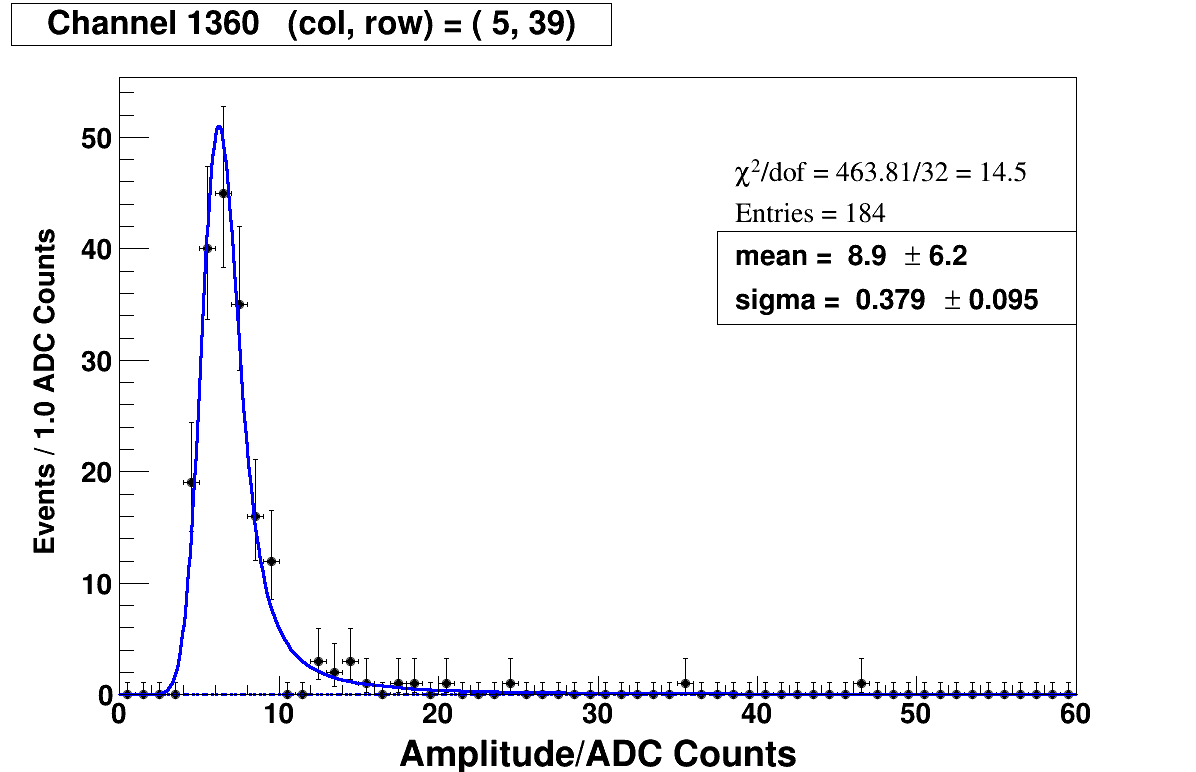 Channel 1360 (col, row) = ( 5, 39)
χ²/dof = 463.81/32 = 14.5
Entries = 184
mean = 8.9 ± 6.2
sigma = 0.379 ± 0.095
Events / 1.0 ADC Counts
50
40
30
20
10
0
0 10 20 30 40 50 60
Amplitude/ADC Counts